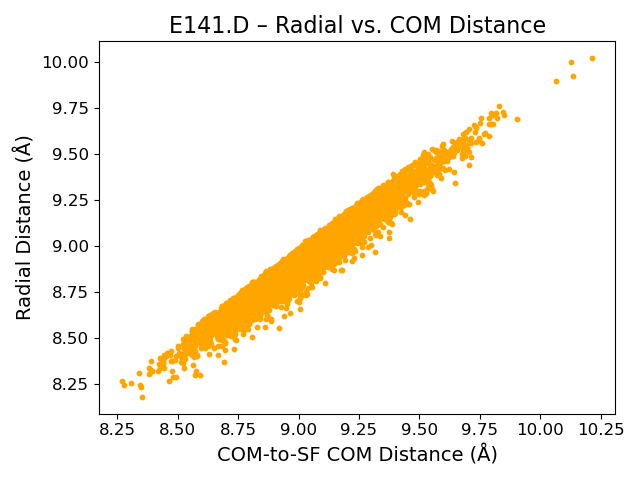 E141.D – Radial vs. COM Distance
Radial Distance (Å)
10.00
9.75
9.50
9.25
9.00
8.75
8.50
8.25
8.25 8.50 8.75 9.00 9.25 9.50 9.75 10.00 10.25
COM-to-SF COM Distance (Å)